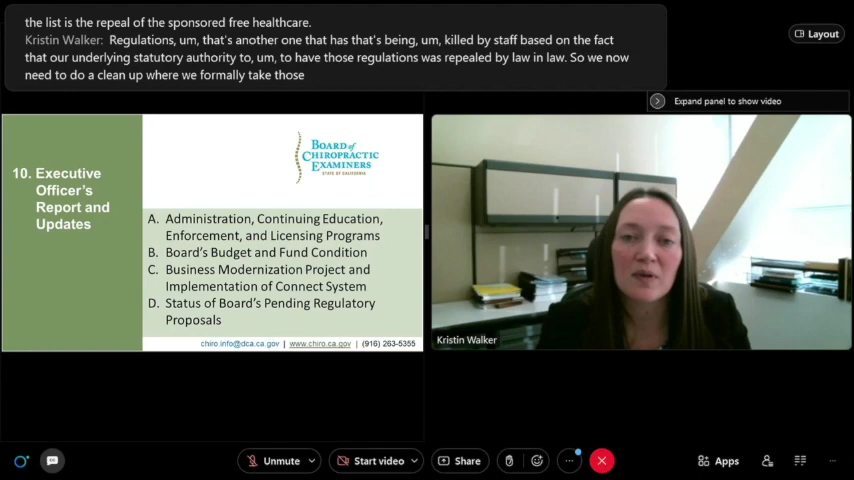 the list is the repeal of the sponsored free healthcare.
Kristin Walker: Regulations, um, that's another one that has that's being, um, killed by staff based on the fact
that our underlying statutory authority to, um, to have those regulations was repealed by law in law. So we now
need to do a clean up where we formally take those
Layout
Expand panel to show video
10. Executive
Officer's
Report and
Updates
BOARD of
CHIROPRACTIC
EXAMINERS
STATE OF CALIFORNIA
A. Administration, Continuing Education,
Enforcement, and Licensing Programs
B. Board's Budget and Fund Condition
C. Business Modernization Project and
Implementation of Connect System
D. Status of Board's Pending Regulatory
Proposals
chiro.info@dca.ca.gov | www.chiro.ca.gov | (916) 263-5355
Kristin Walker
Unmute
Start video
Share
Apps